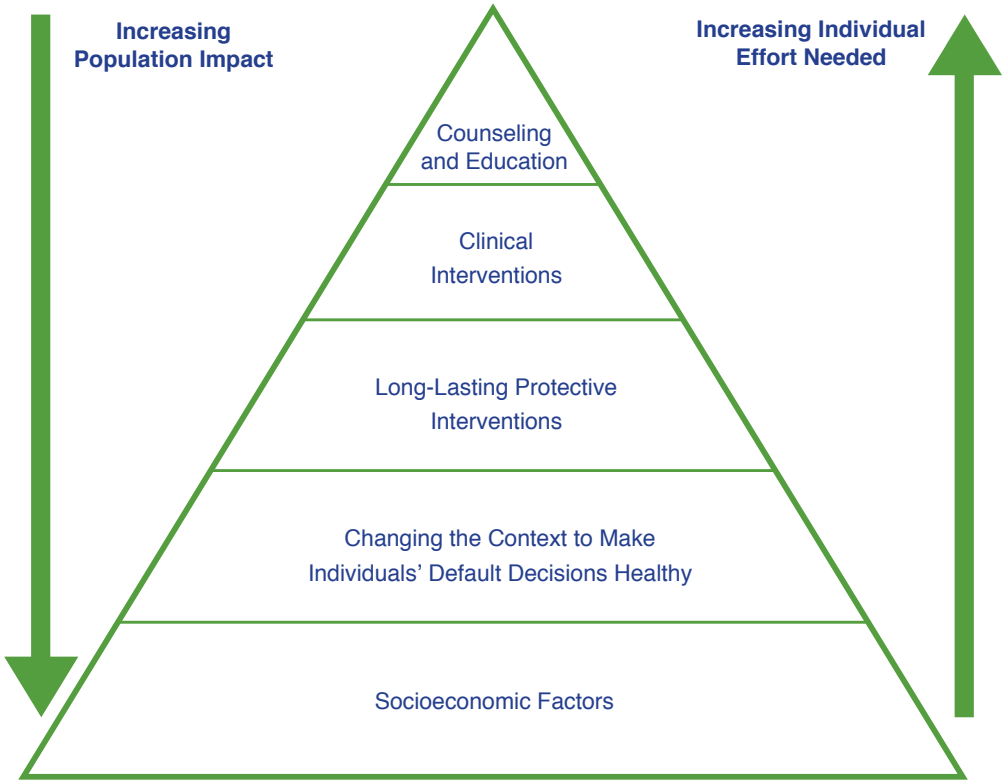 Increasing
Population Impact
Increasing Individual
Effort Needed
Counseling
and Education
Clinical
Interventions
Long-Lasting Protective
Interventions
Changing the Context to Make
Individuals’ Default Decisions Healthy
Socioeconomic Factors